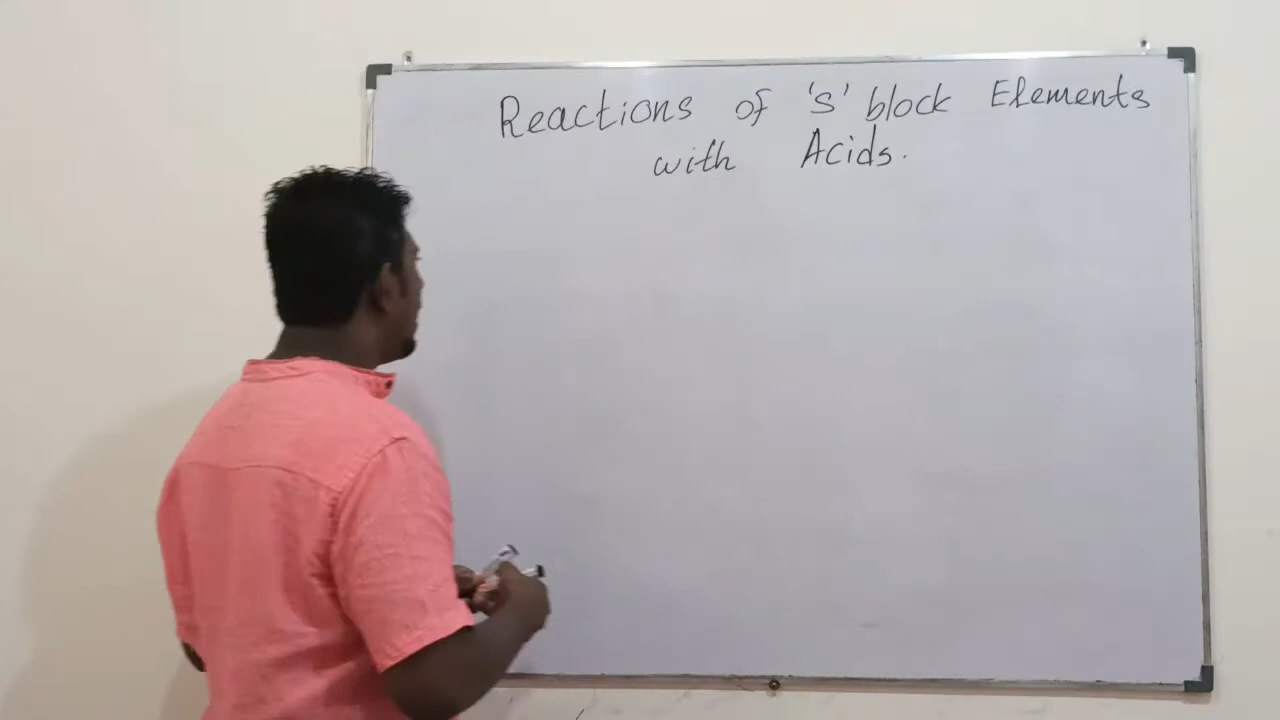 Reactions of 's' block Elements
with Acids.